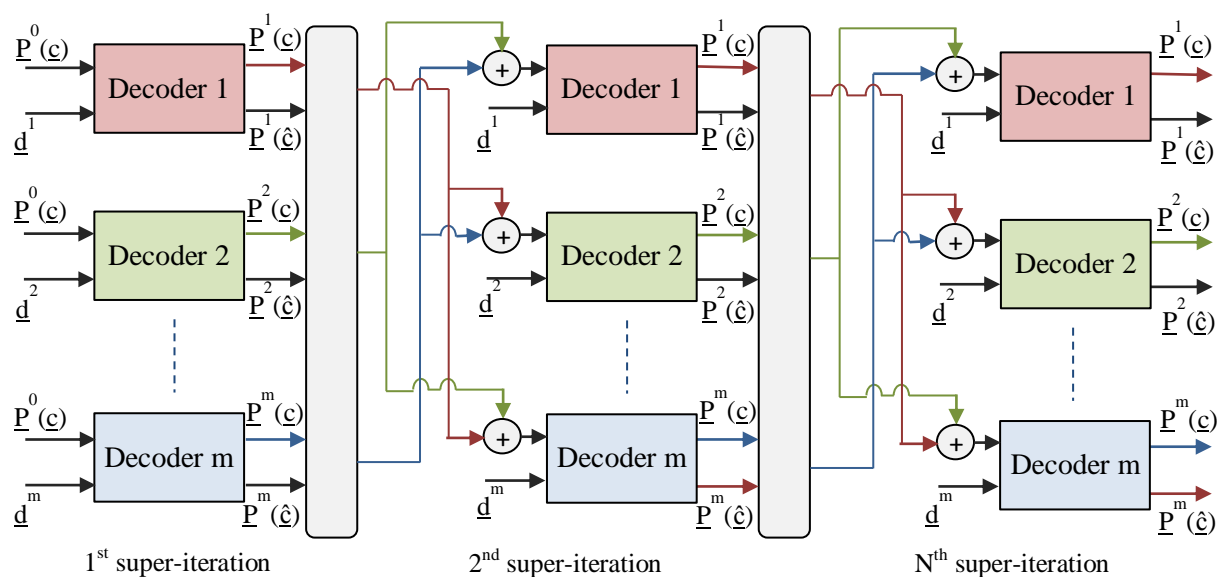 P⁰(c) P¹(c) P¹(c) P¹(c)
Decoder 1 + Decoder 1 + Decoder 1
d¹ P¹(ĉ) d¹ P¹(ĉ) d¹ P¹(ĉ)
P⁰(c) P²(c) P²(c) P²(c)
Decoder 2 + Decoder 2 + Decoder 2
d² P²(ĉ) d² P²(ĉ) d² P²(ĉ)
P⁰(c) Pᵐ(c) Pᵐ(c) Pᵐ(c)
Decoder m + Decoder m + Decoder m
dᵐ Pᵐ(ĉ) dᵐ Pᵐ(ĉ) dᵐ Pᵐ(ĉ)
1ˢᵗ super-iteration 2ⁿᵈ super-iteration Nᵗʰ super-iteration